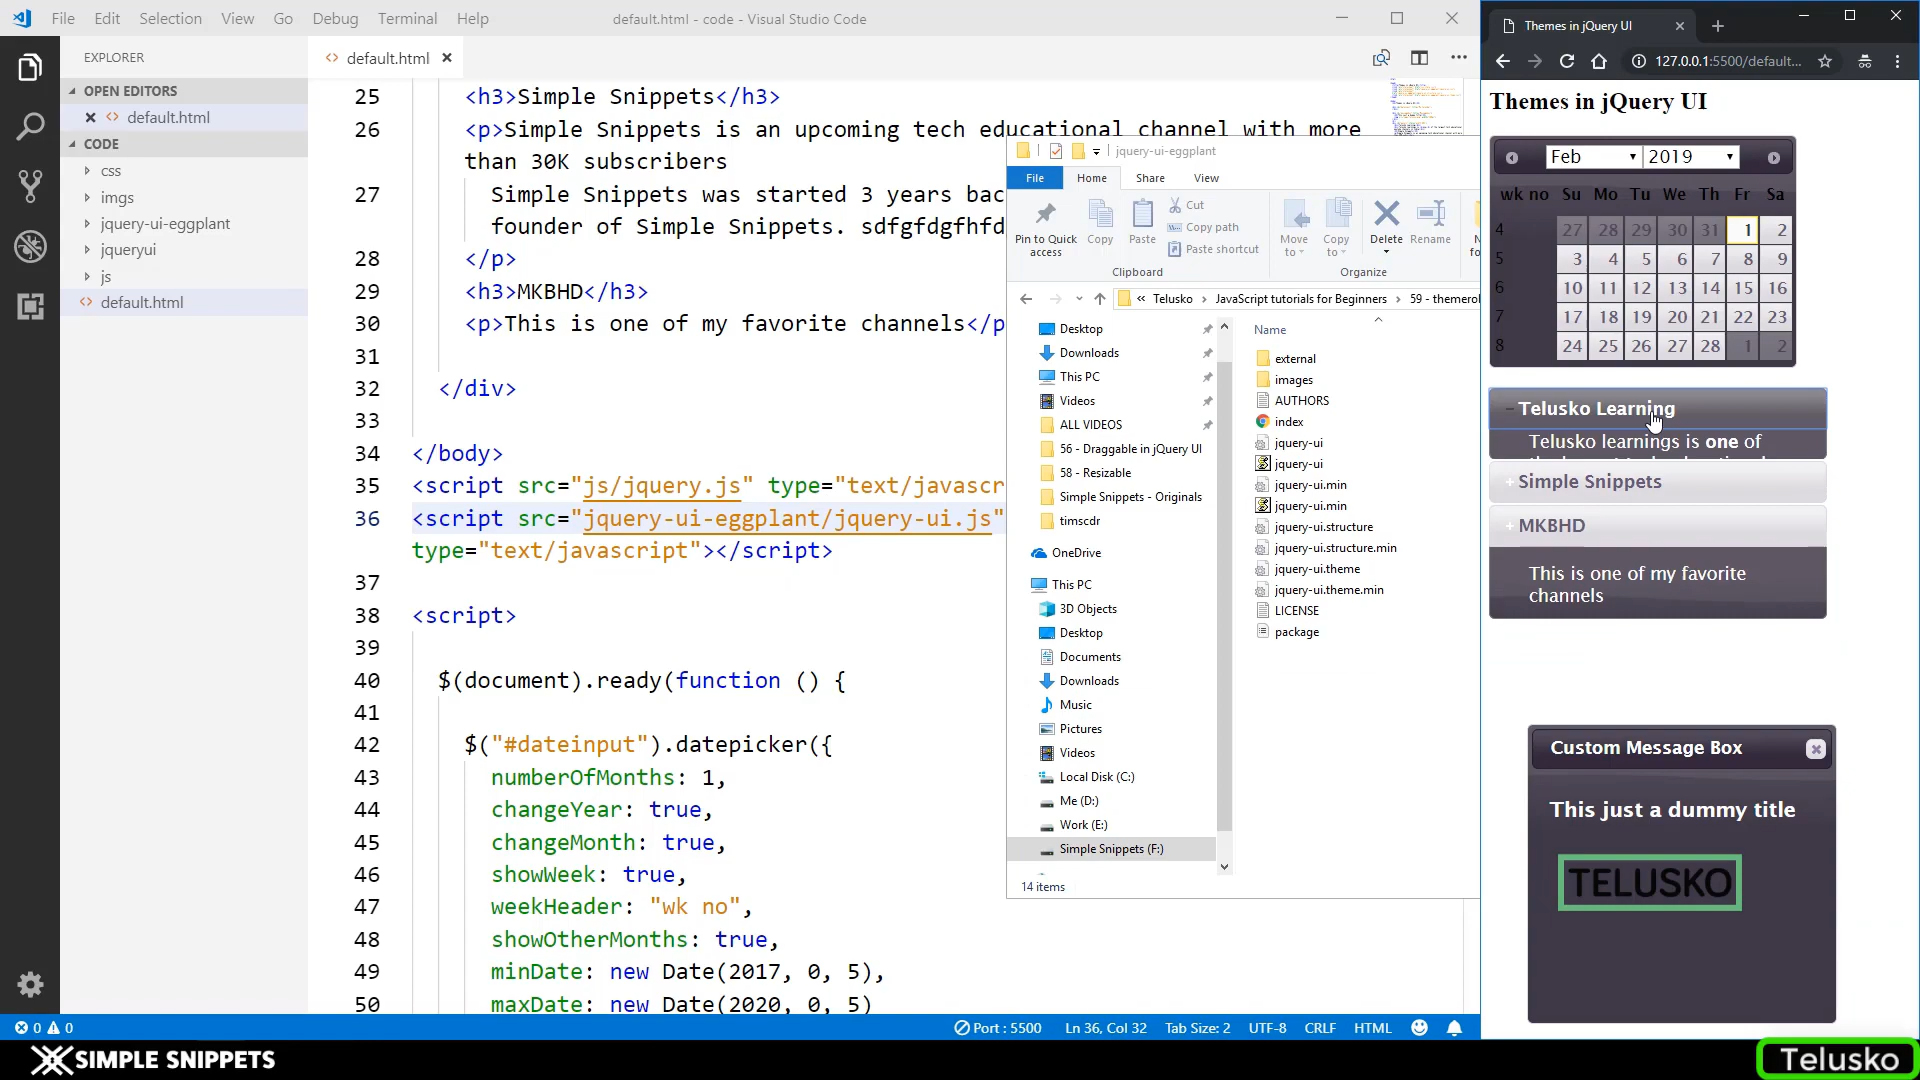 File Edit Selection View Go Debug Terminal Help
default.html - code - Visual Studio Code
EXPLORER
OPEN EDITORS
default.html
CODE
css
imgs
jquery-ui-eggplant
jqueryui
js
default.html
default.html
25 <h3>Simple Snippets</h3>
26 <p>Simple Snippets is an upcoming tech educational channel with more
than 30K subscribers
27 Simple Snippets was started 3 years bac
founder of Simple Snippets. sdfgfdgfhfd
28 </p>
29 <h3>MKBHD</h3>
30 <p>This is one of my favorite channels</p
31
32 </div>
33
34 </body>
35 <script src="js/jquery.js" type="text/javascr
36 <script src="jquery-ui-eggplant/jquery-ui.js"
type="text/javascript"></script>
37
38 <script>
39
40 $(document).ready(function () {
41
42 $("#dateinput").datepicker({
43 numberOfMonths: 1,
44 changeYear: true,
45 changeMonth: true,
46 showWeek: true,
47 weekHeader: "wk no",
48 showOtherMonths: true,
49 minDate: new Date(2017, 0, 5),
50 maxDate: new Date(2020, 0, 5)
0 0
Port : 5500 Ln 36, Col 32 Tab Size: 2 UTF-8 CRLF HTML
jquery-ui-eggplant
File Home Share View
Pin to Quick access
Copy
Paste
Cut
Copy path
Paste shortcut
Clipboard
Move to
Copy to
Delete
Rename
Organize
« Telusko › JavaScript tutorials for Beginners › 59 - themerol
Desktop
Downloads
This PC
Videos
ALL VIDEOS
56 - Draggable in jQuery UI
58 - Resizable
Simple Snippets - Originals
timscdr
OneDrive
This PC
3D Objects
Desktop
Documents
Downloads
Music
Pictures
Videos
Local Disk (C:)
Me (D:)
Work (E:)
Simple Snippets (F:)
14 items
Name
external
images
AUTHORS
index
jquery-ui
jquery-ui
jquery-ui.min
jquery-ui.min
jquery-ui.structure
jquery-ui.structure.min
jquery-ui.theme
jquery-ui.theme.min
LICENSE
package
Themes in jQuery UI
127.0.0.1:5500/default...
Themes in jQuery UI
Feb 2019
wk no Su Mo Tu We Th Fr Sa
4 27 28 29 30 31 1 2
5 3 4 5 6 7 8 9
6 10 11 12 13 14 15 16
7 17 18 19 20 21 22 23
8 24 25 26 27 28 1 2
Telusko Learning
Telusko learnings is one of
Simple Snippets
MKBHD
This is one of my favorite
channels
Custom Message Box
This just a dummy title
TELUSKO
SIMPLE SNIPPETS
Telusko